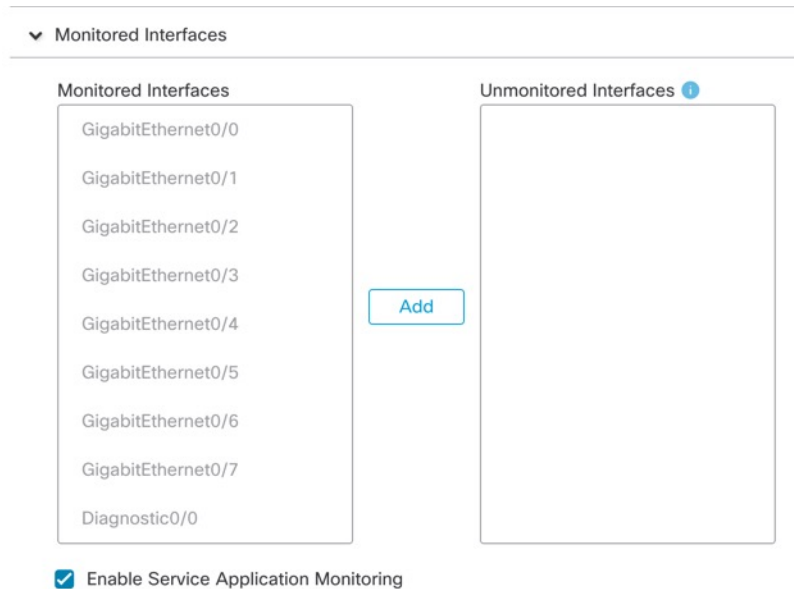 Monitored Interfaces
Monitored Interfaces
Unmonitored Interfaces
GigabitEthernet0/0
GigabitEthernet0/1
GigabitEthernet0/2
GigabitEthernet0/3
GigabitEthernet0/4
GigabitEthernet0/5
GigabitEthernet0/6
GigabitEthernet0/7
Diagnostic0/0
Add
Enable Service Application Monitoring